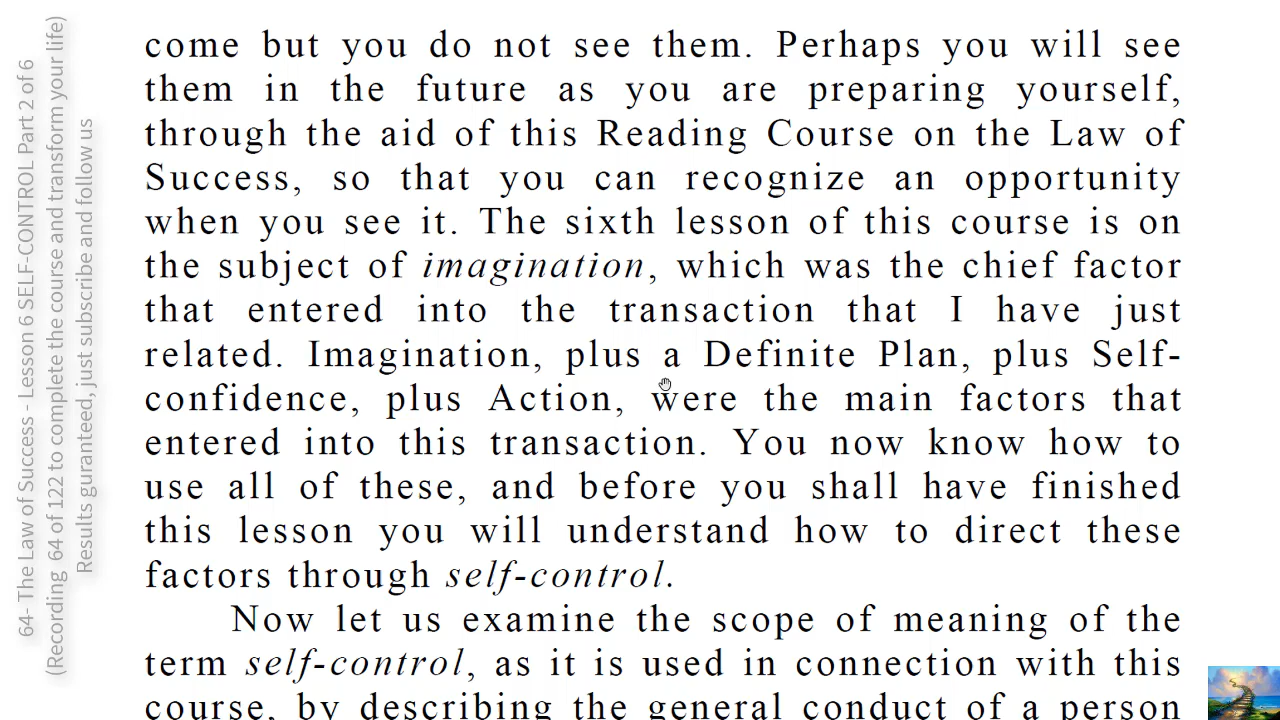 64- The Law of Success - Lesson 6 SELF-CONTROL Part 2 of 6
(Recording 64 of 122 to complete the course and transform your life)
Results guranteed, just subscribe and follow us
come but you do not see them. Perhaps you will see
them in the future as you are preparing yourself,
through the aid of this Reading Course on the Law of
Success, so that you can recognize an opportunity
when you see it. The sixth lesson of this course is on
the subject of imagination, which was the chief factor
that entered into the transaction that I have just
related. Imagination, plus a Definite Plan, plus Self-
confidence, plus Action, were the main factors that
entered into this transaction. You now know how to
use all of these, and before you shall have finished
this lesson you will understand how to direct these
factors through self-control.
Now let us examine the scope of meaning of the
term self-control, as it is used in connection with this
course, by describing the general conduct of a person